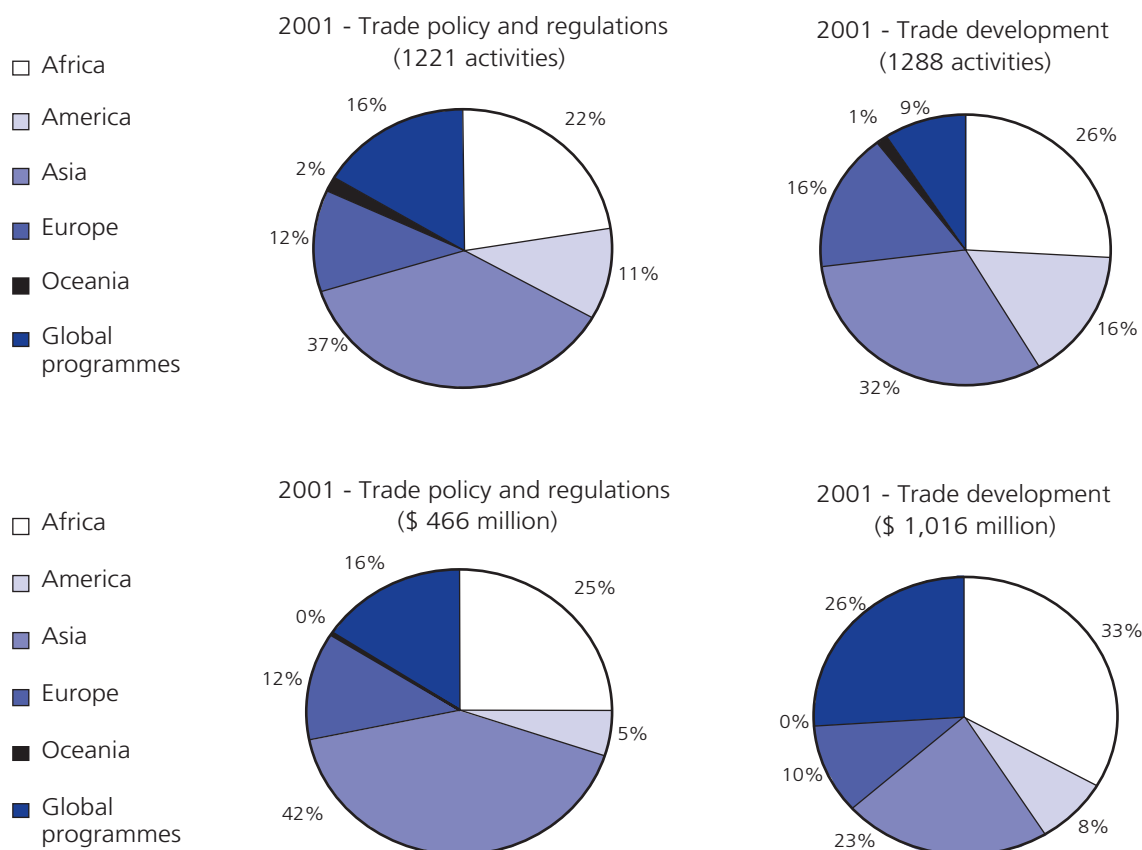 2001 - Trade policy and regulations
(1221 activities)
2001 - Trade development
(1288 activities)
Africa
America
Asia
Europe
Oceania
Global
programmes
16%
22%
2%
12%
11%
37%
1%
9%
26%
16%
16%
32%
2001 - Trade policy and regulations
($ 466 million)
2001 - Trade development
($ 1,016 million)
Africa
America
Asia
Europe
Oceania
Global
programmes
16%
25%
0%
12%
5%
42%
26%
33%
0%
10%
8%
23%